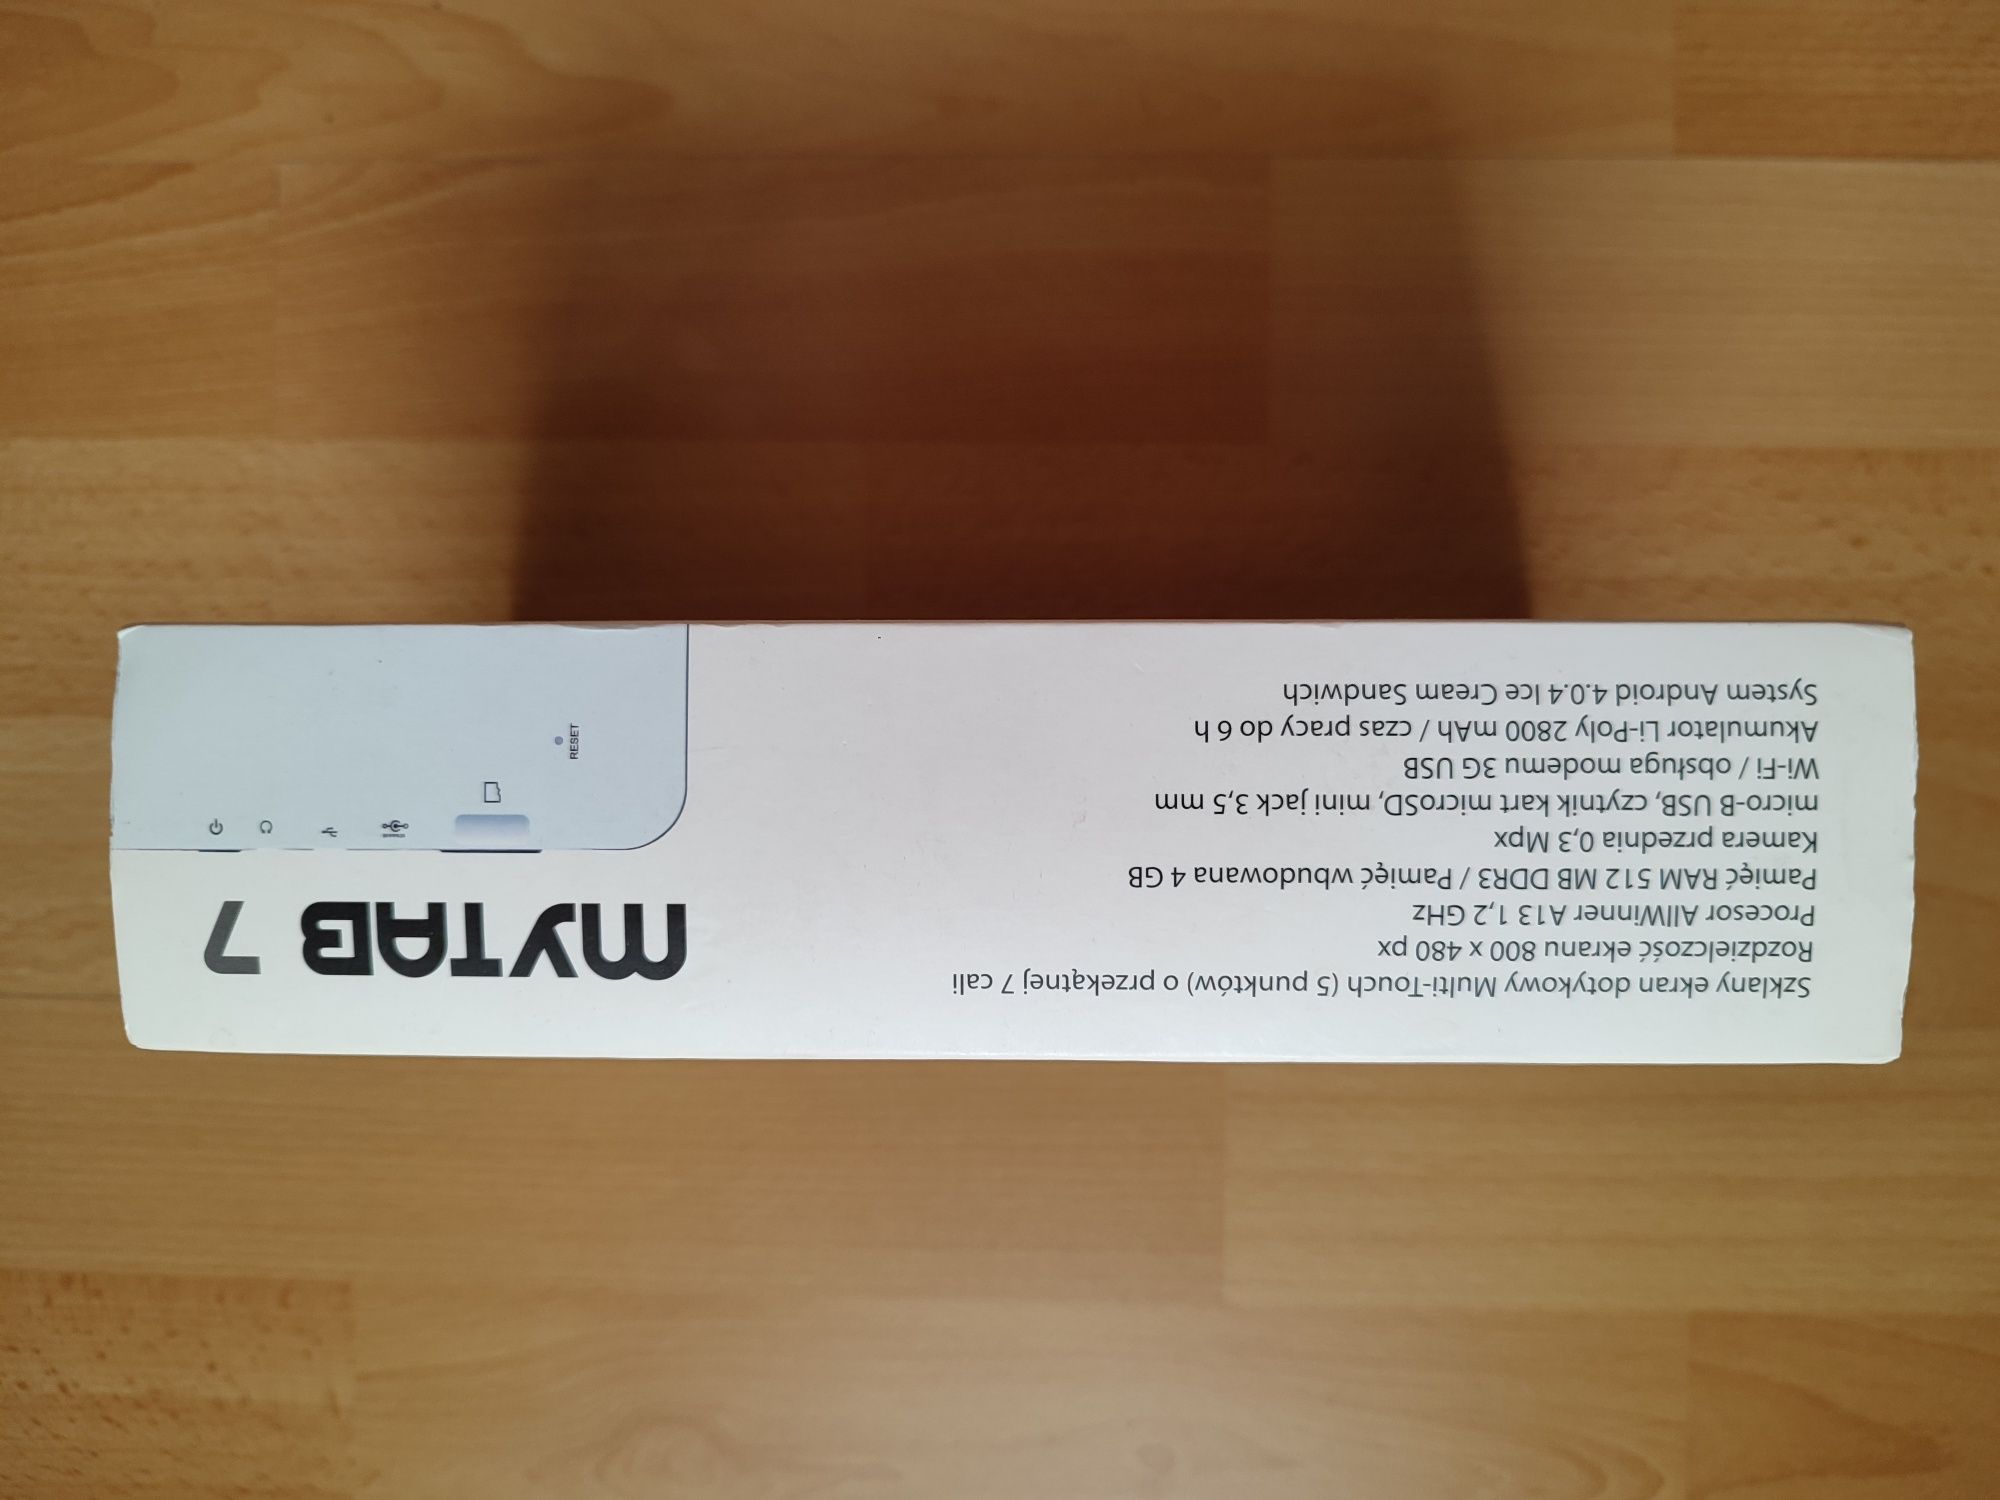 Szklany ekran dotykowy Multi-Touch (5 punktów) o przekątnej 7 cali
Rozdzielczość ekranu 800 x 480 px
Procesor AllWinner A13 1,2 GHz
Pamięć RAM 512 MB DDR3 / Pamięć wbudowana 4 GB
Kamera przednia 0,3 Mpx
micro-B USB, czytnik kart microSD, mini jack 3,5 mm
Wi-Fi / obsługa modemu 3G USB
Akumulator Li-Poly 2800 mAh / czas pracy do 6 h
System Android 4.0.4 Ice Cream Sandwich
MYTAB 7
RESET